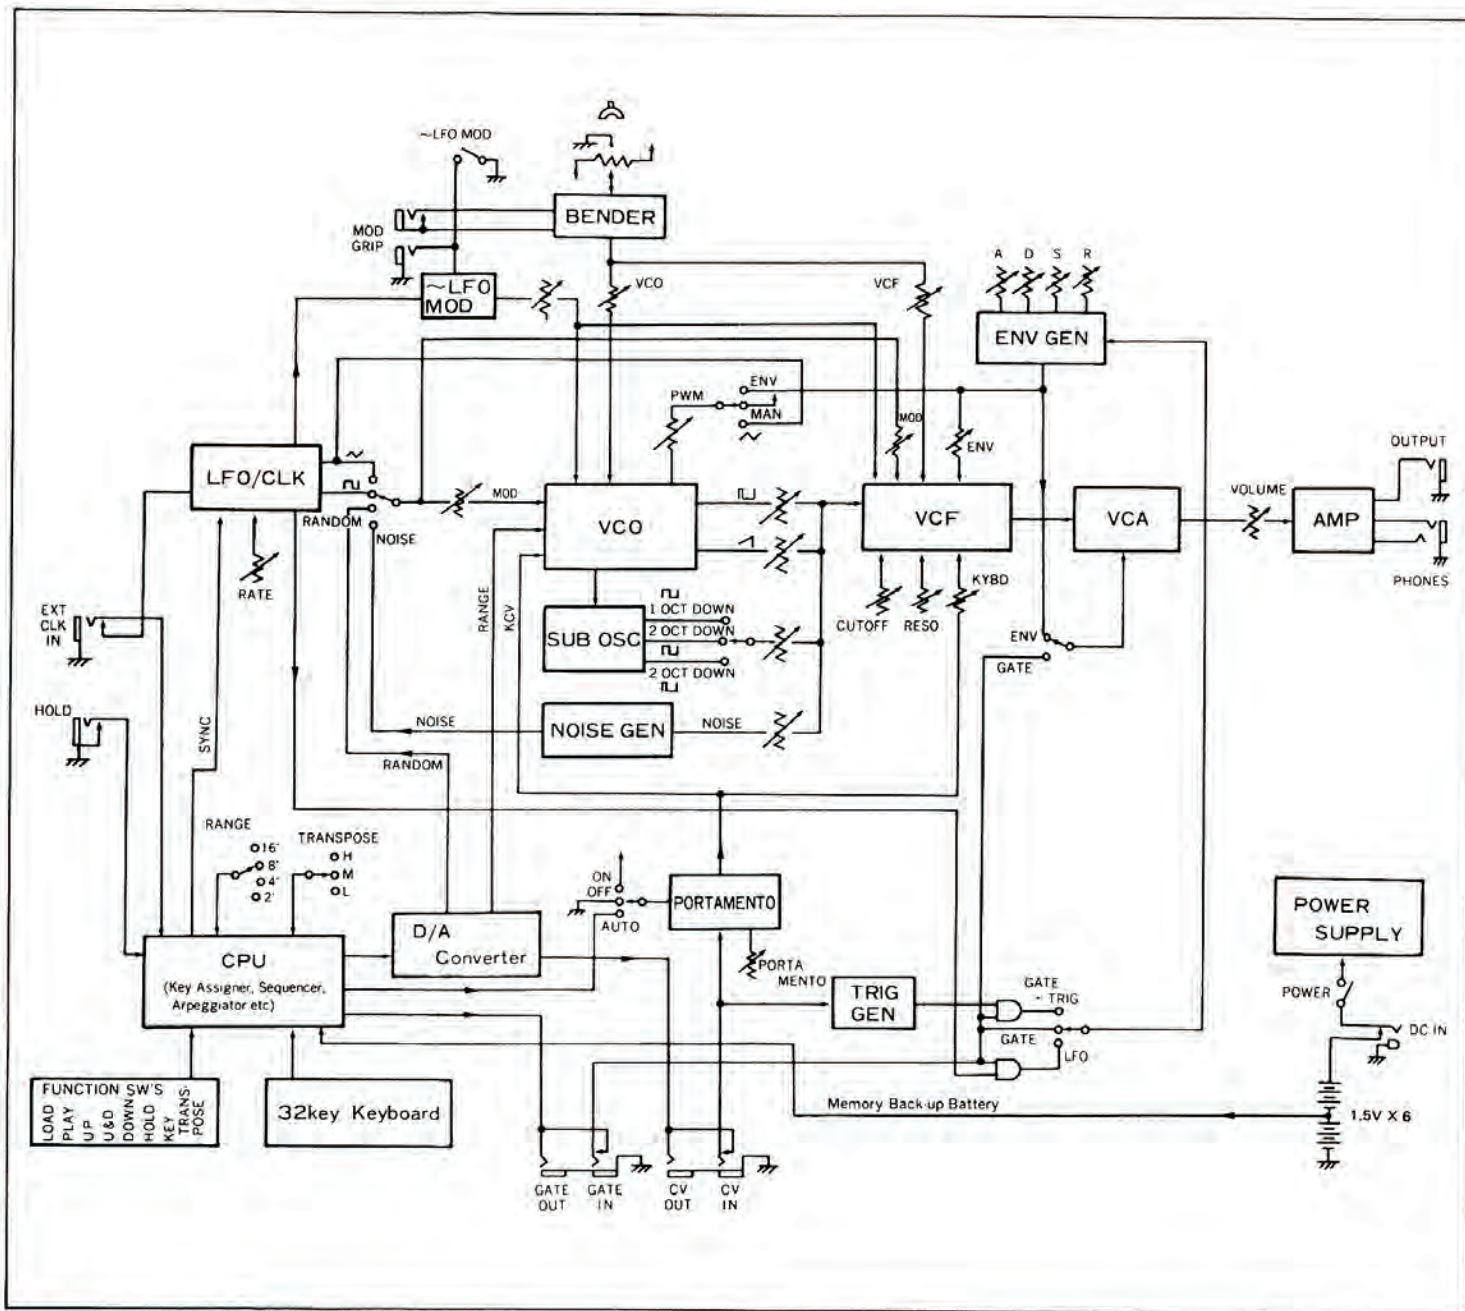 ~LFO MOD
BENDER
MOD
GRIP
~LFO
MOD
VCO
VCF
A D S R
ENV GEN
PWM
ENV
MAN
MOD
ENV
LFO/CLK
RANDOM
NOISE
MOD
VCO
VCF
VCA
VOLUME
AMP
OUTPUT
PHONES
RATE
EXT
CLK
IN
HOLD
SYNC
RANGE
KCV
SUB OSC
1 OCT DOWN
2 OCT DOWN
2 OCT DOWN
CUTOFF
RESO
KYBD
ENV
GATE
NOISE
NOISE GEN
NOISE
RANDOM
RANGE
16'
8'
4'
2'
TRANSPOSE
H
M
L
ON
OFF
AUTO
PORTAMENTO
PORTA
MENTO
D/A
Converter
CPU
(Key Assigner, Sequencer,
Arpeggiator etc)
TRIG
GEN
GATE
+ TRIG
GATE
LFO
POWER
SUPPLY
POWER
DC IN
1.5V X 6
Memory Back-up Battery
FUNCTION SW'S
LOAD
PLAY
UP
U&D
DOWN
HOLD
KEY
TRANS-
POSE
32key Keyboard
GATE
OUT
GATE
IN
CV
OUT
CV
IN